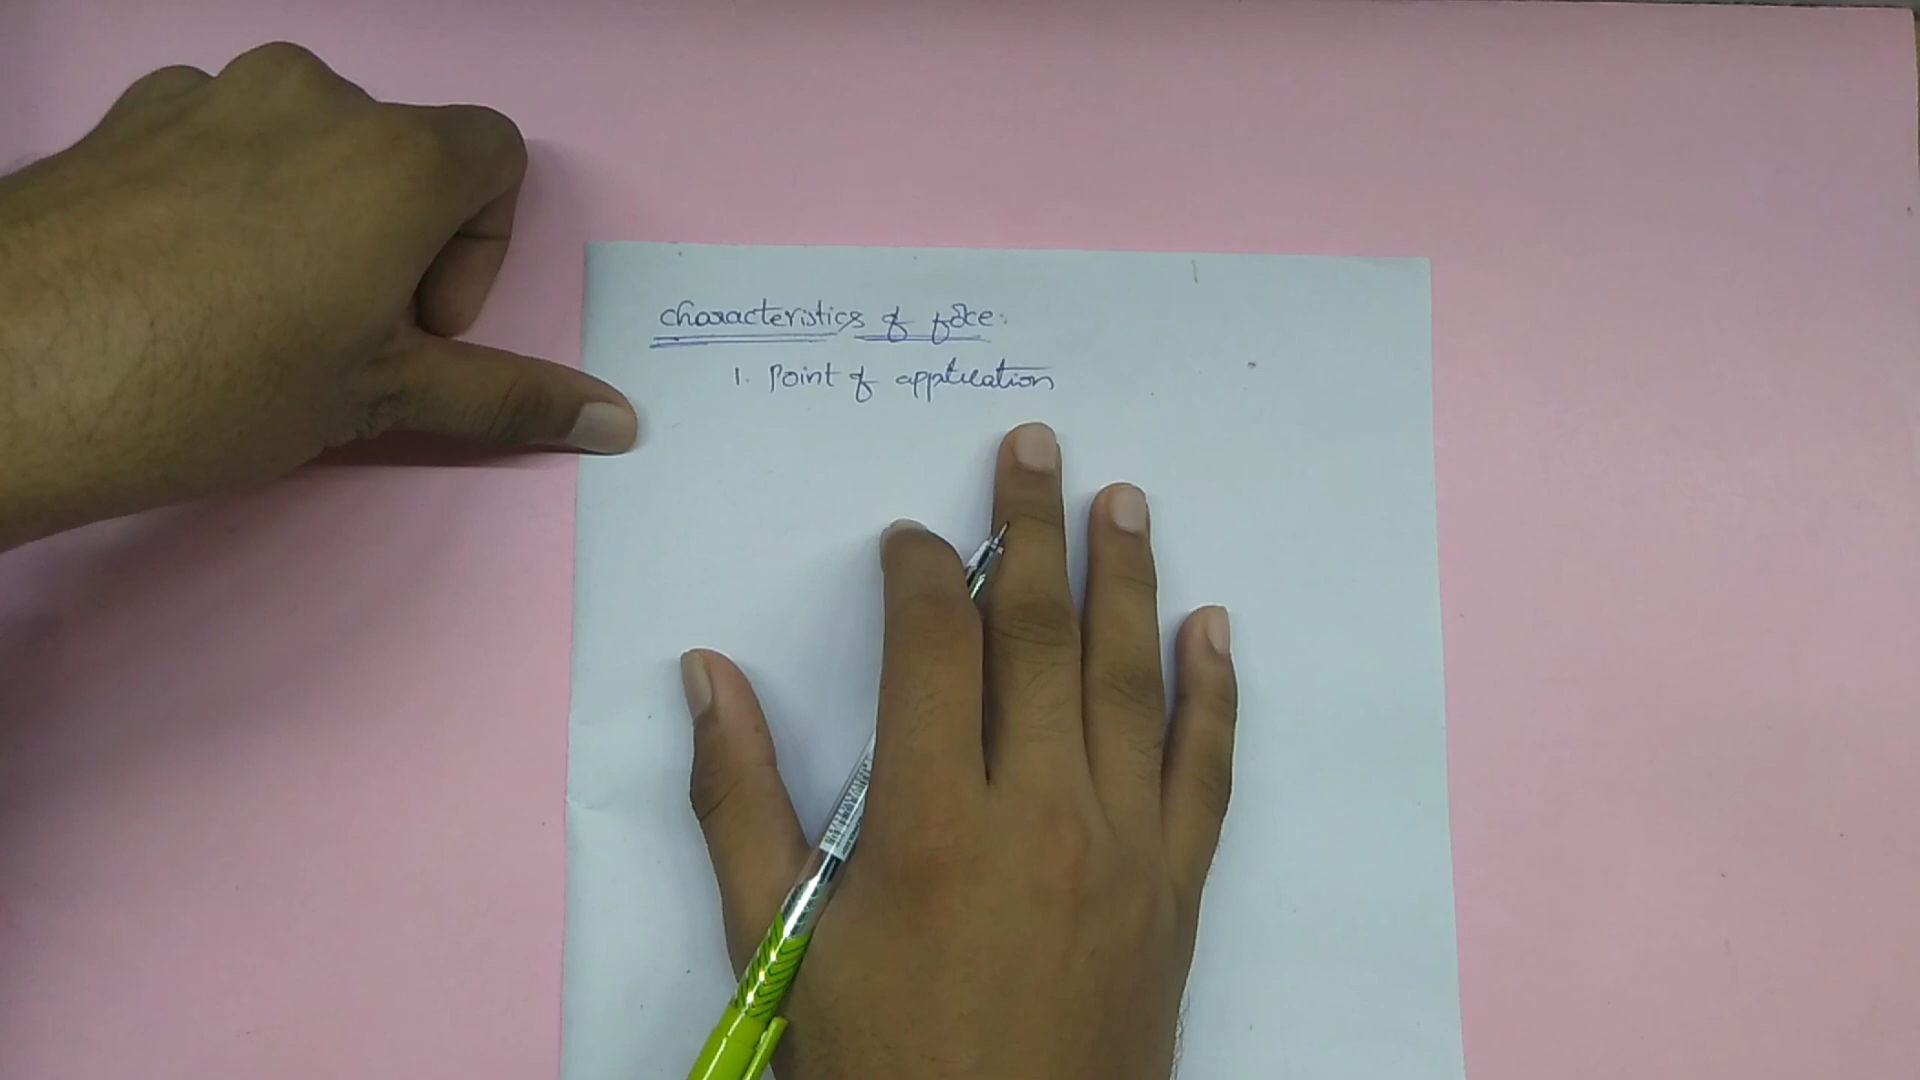 characteristics of force:
1. Point of application